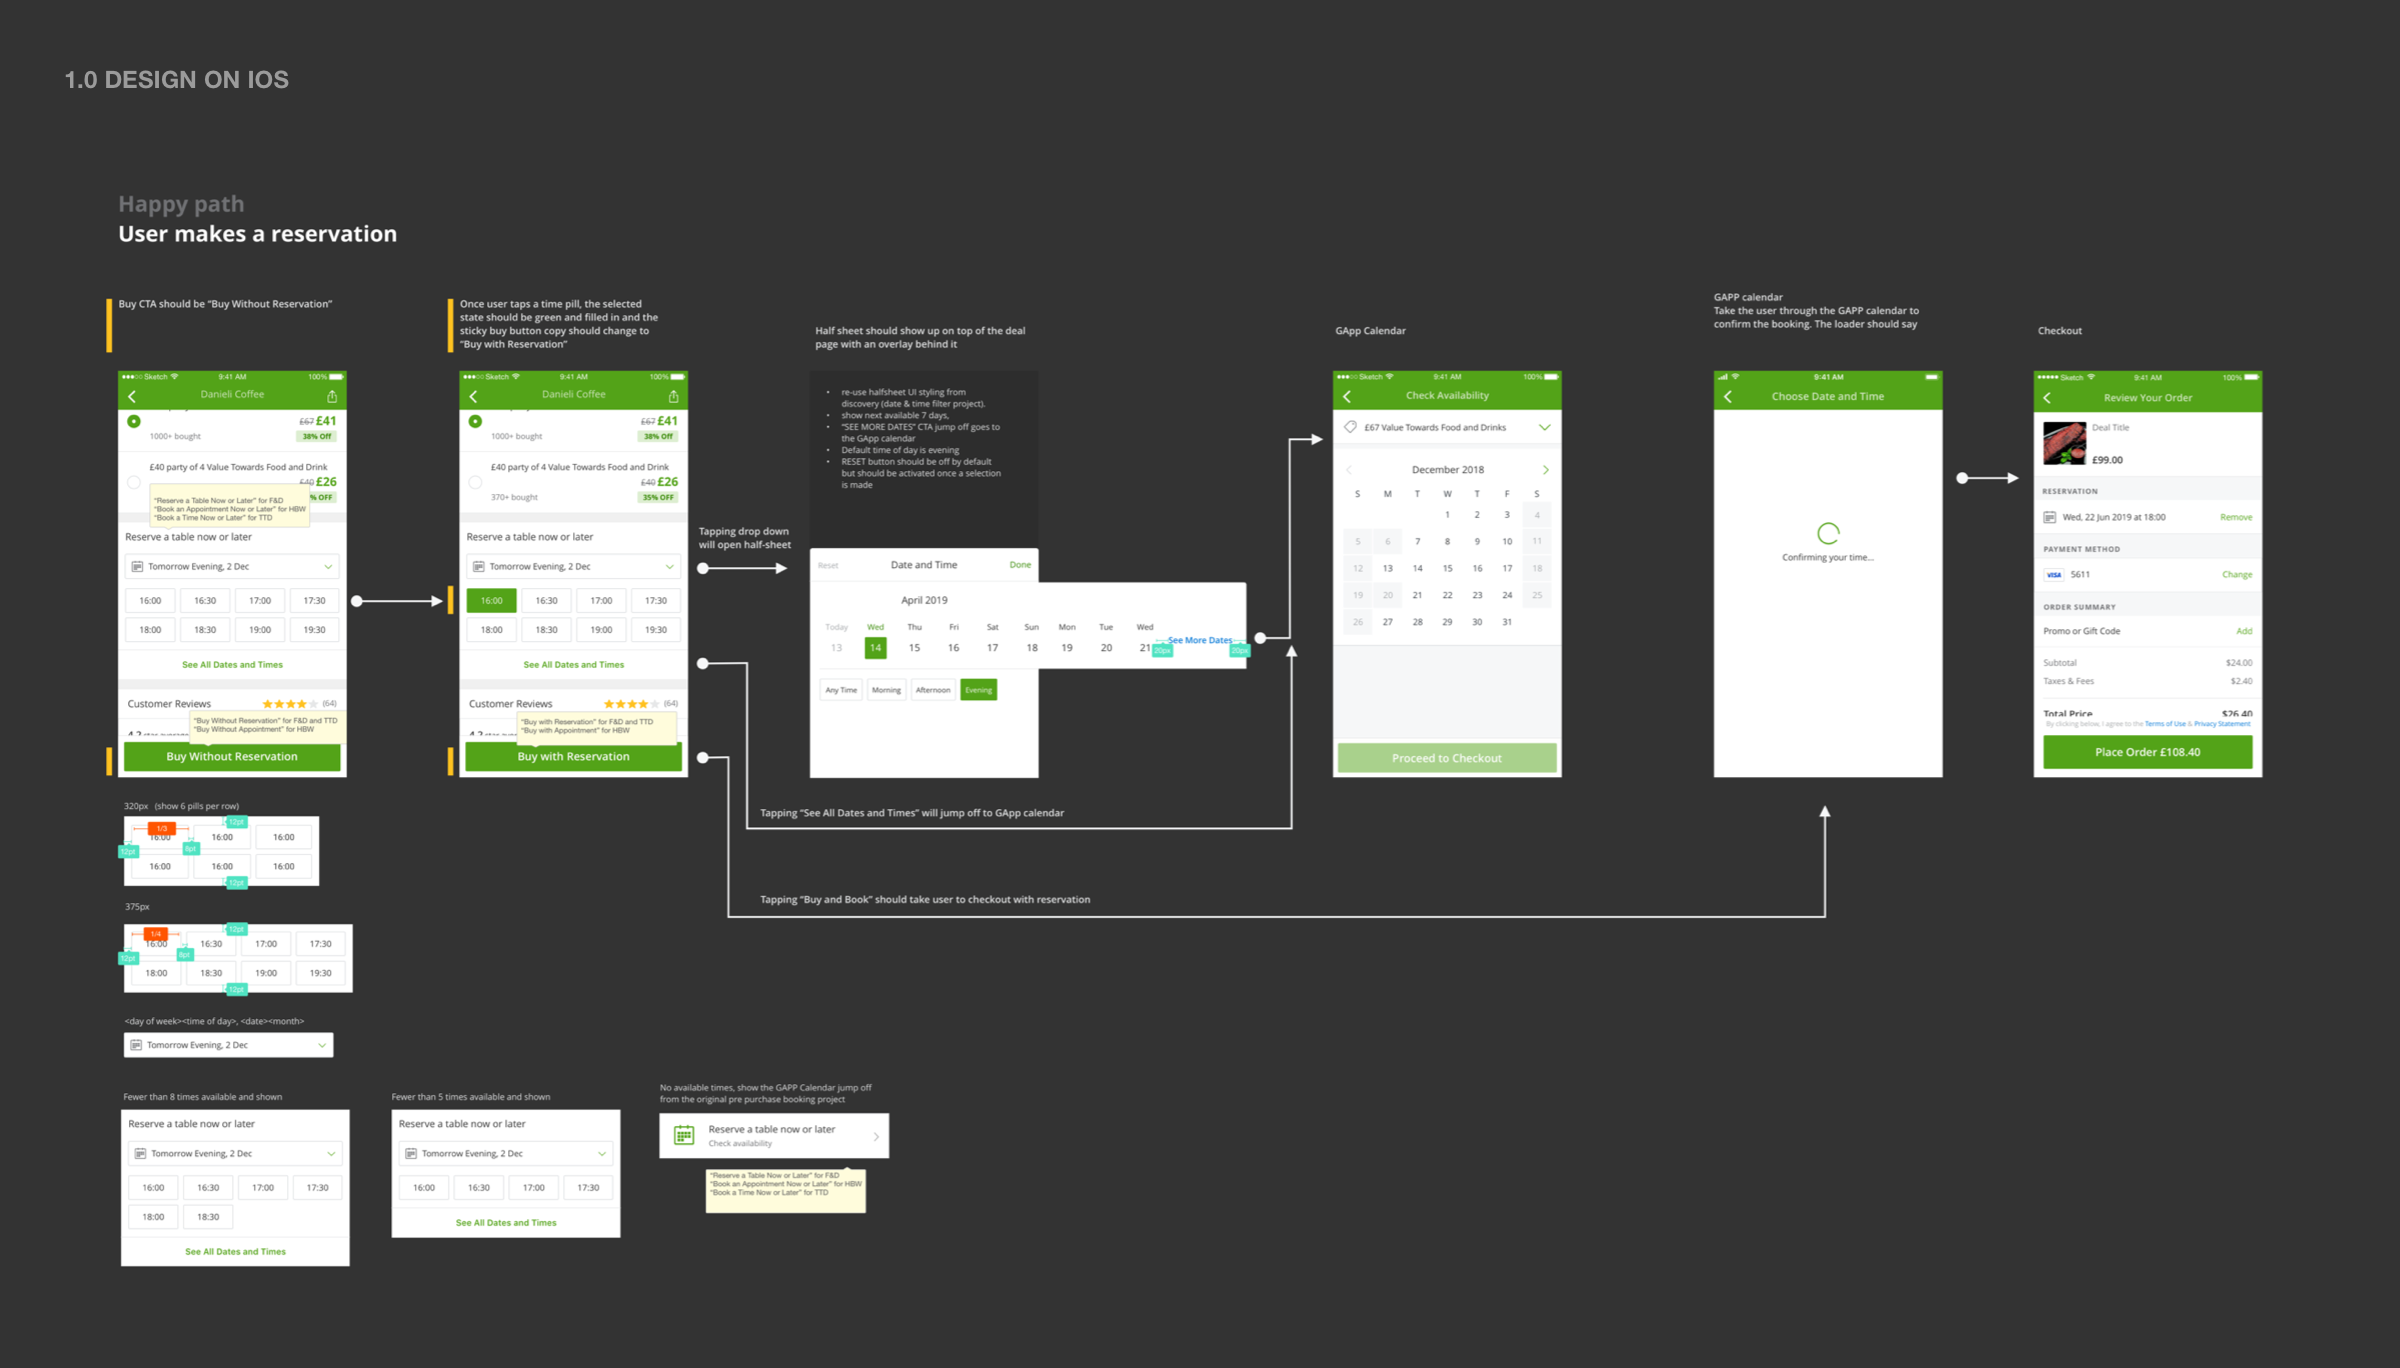 1.0 DESIGN ON IOS
Happy path
User makes a reservation
Buy CTA should be “Buy Without Reservation”
●●●○○ Sketch 9:41 AM 100%
Danieli Coffee
£67 £41
1000+ bought 38% Off
£40 party of 4 Value Towards Food and Drink
£40 £26
% OFF
“Reserve a Table Now or Later” for F&D
“Book an Appointment Now or Later” for HBW
“Book a Time Now or Later” for TTD
Reserve a table now or later
Tomorrow Evening, 2 Dec
16:00 16:30 17:00 17:30
18:00 18:30 19:00 19:30
See All Dates and Times
Customer Reviews (64)
“Buy Without Reservation” for F&D and TTD
“Buy Without Appointment” for HBW
Buy Without Reservation
Once user taps a time pill, the selected
state should be green and filled in and the
sticky buy button copy should change to
“Buy with Reservation”
●●●○○ Sketch 9:41 AM 100%
Danieli Coffee
£67 £41
1000+ bought 38% Off
£40 party of 4 Value Towards Food and Drink
£40 £26
370+ bought 35% OFF
Reserve a table now or later
Tomorrow Evening, 2 Dec
16:00 16:30 17:00 17:30
18:00 18:30 19:00 19:30
See All Dates and Times
Customer Reviews (64)
“Buy with Reservation” for F&D and TTD
“Buy with Appointment” for HBW
Buy with Reservation
Tapping drop down
will open half-sheet
Half sheet should show up on top of the deal
page with an overlay behind it
• re-use halfsheet UI styling from
discovery (date & time filter project).
• show next available 7 days,
• “SEE MORE DATES” CTA jump off goes to
the GApp calendar
• Default time of day is evening
• RESET button should be off by default
but should be activated once a selection
is made
Reset Date and Time Done
April 2019
Today Wed Thu Fri Sat Sun Mon Tue Wed
13 14 15 16 17 18 19 20 21
See More Dates
20px 20px
Any Time Morning Afternoon Evening
Tapping “See All Dates and Times” will jump off to GApp calendar
Tapping “Buy and Book” should take user to checkout with reservation
GApp Calendar
●●●○○ Sketch 9:41 AM 100%
Check Availability
£67 Value Towards Food and Drinks
December 2018
S M T W T F S
1 2 3 4
5 6 7 8 9 10 11
12 13 14 15 16 17 18
19 20 21 22 23 24 25
26 27 28 29 30 31
Proceed to Checkout
GAPP calendar
Take the user through the GAPP calendar to
confirm the booking. The loader should say
9:41 AM
Choose Date and Time
Confirming your time...
Checkout
●●●●● Sketch 9:41 AM 100%
Review Your Order
Deal Title
£99.00
RESERVATION
Wed, 22 Jun 2019 at 18:00 Remove
PAYMENT METHOD
VISA 5611 Change
ORDER SUMMARY
Promo or Gift Code Add
Subtotal $24.00
Taxes & Fees $2.40
Total Price $26.40
By clicking below, I agree to the Terms of Use & Privacy Statement
Place Order £108.40
320px (show 6 pills per row)
1/3 12pt
16:00 16:00 16:00
12pt 8pt
16:00 16:00 16:00
12pt
375px
1/4 12pt
16:00 16:30 17:00 17:30
12pt 8pt
18:00 18:30 19:00 19:30
12pt
<day of week><time of day>, <date><month>
Tomorrow Evening, 2 Dec
Fewer than 8 times available and shown
Reserve a table now or later
Tomorrow Evening, 2 Dec
16:00 16:30 17:00 17:30
18:00 18:30
See All Dates and Times
Fewer than 5 times available and shown
Reserve a table now or later
Tomorrow Evening, 2 Dec
16:00 16:30 17:00 17:30
See All Dates and Times
No available times, show the GAPP Calendar jump off
from the original pre purchase booking project
Reserve a table now or later
Check availability
“Reserve a Table Now or Later” for F&D
“Book an Appointment Now or Later” for HBW
“Book a Time Now or Later” for TTD